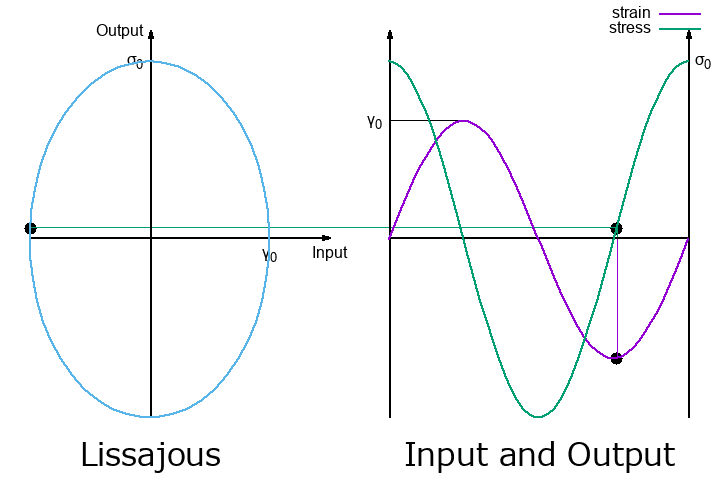 Output
σ0
γ0
Input
Lissajous
strain
stress
γ0
σ0
Input and Output